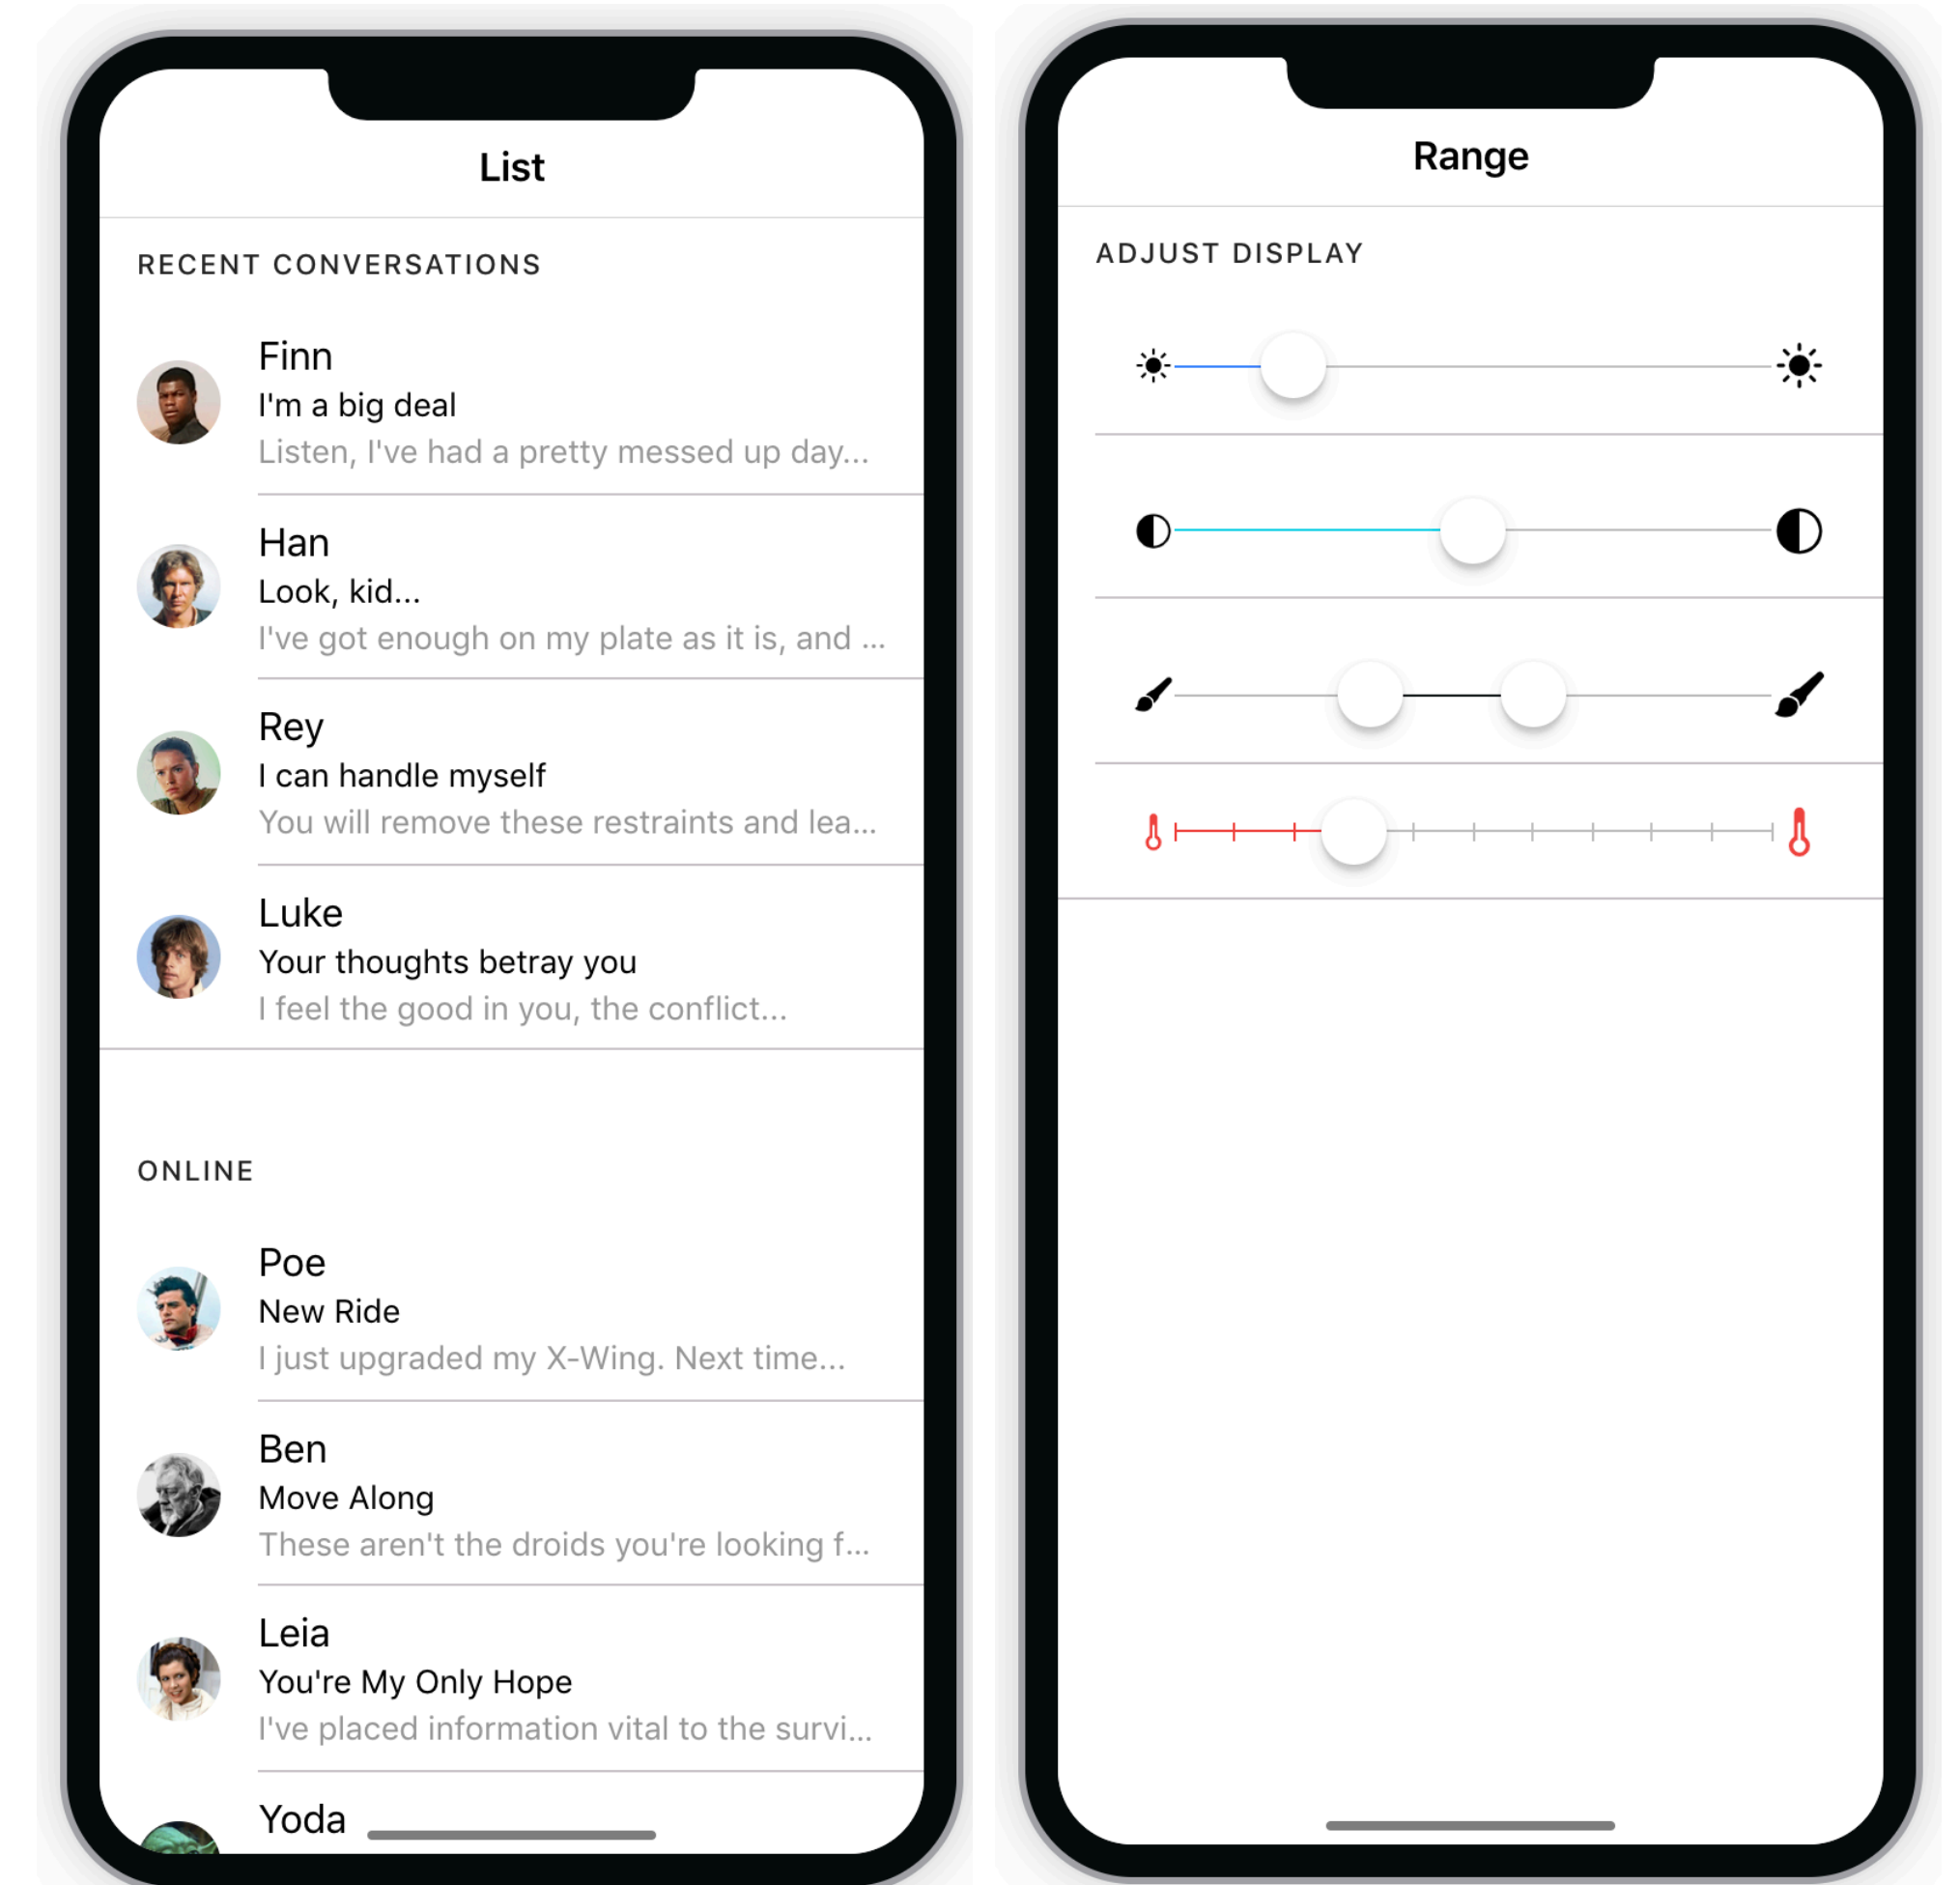 List
RECENT CONVERSATIONS
Finn
I'm a big deal
Listen, I've had a pretty messed up day...
Han
Look, kid...
I've got enough on my plate as it is, and ...
Rey
I can handle myself
You will remove these restraints and lea...
Luke
Your thoughts betray you
I feel the good in you, the conflict...
ONLINE
Poe
New Ride
I just upgraded my X-Wing. Next time...
Ben
Move Along
These aren't the droids you're looking f...
Leia
You're My Only Hope
I've placed information vital to the survi...
Yoda
Range
ADJUST DISPLAY